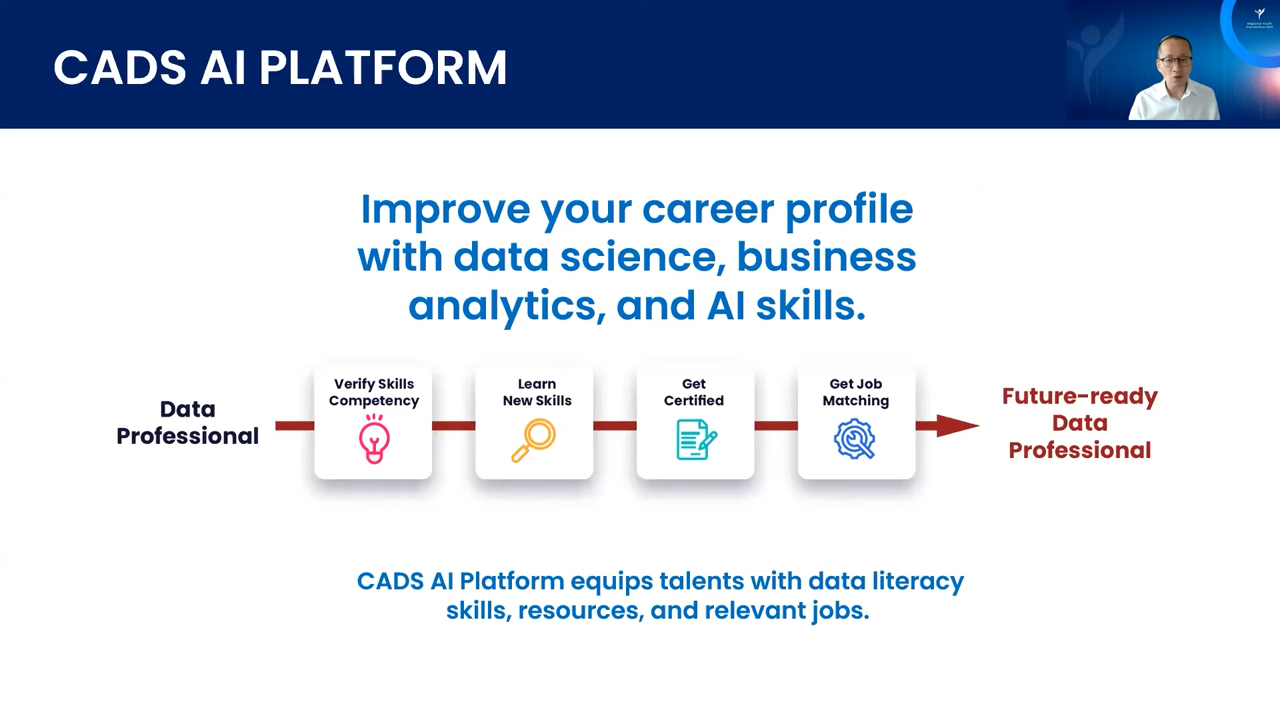 CADS AI PLATFORM
Improve your career profile
with data science, business
analytics, and AI skills.
Data
Professional
Verify Skills
Competency
Learn
New Skills
Get
Certified
Get Job
Matching
Future-ready
Data
Professional
CADS AI Platform equips talents with data literacy
skills, resources, and relevant jobs.